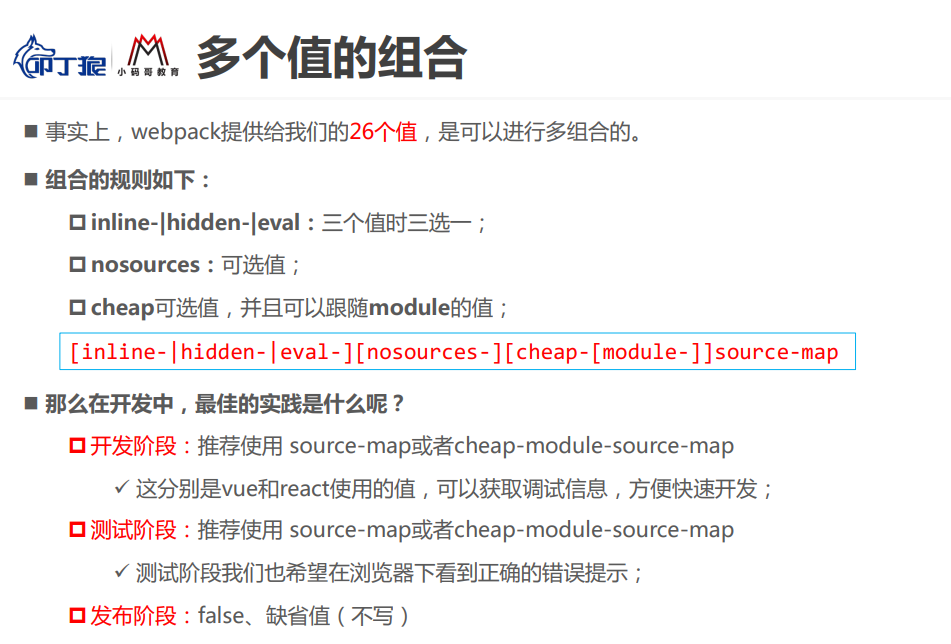 叩丁狼 小码哥教育 多个值的组合
事实上，webpack提供给我们的26个值，是可以进行多组合的。
组合的规则如下：
inline-|hidden-|eval：三个值时三选一；
nosources：可选值；
cheap可选值，并且可以跟随module的值；
[inline-|hidden-|eval-][nosources-][cheap-[module-]]source-map
那么在开发中，最佳的实践是什么呢？
开发阶段：推荐使用 source-map或者cheap-module-source-map
✓ 这分别是vue和react使用的值，可以获取调试信息，方便快速开发；
测试阶段：推荐使用 source-map或者cheap-module-source-map
✓ 测试阶段我们也希望在浏览器下看到正确的错误提示；
发布阶段：false、缺省值（不写）